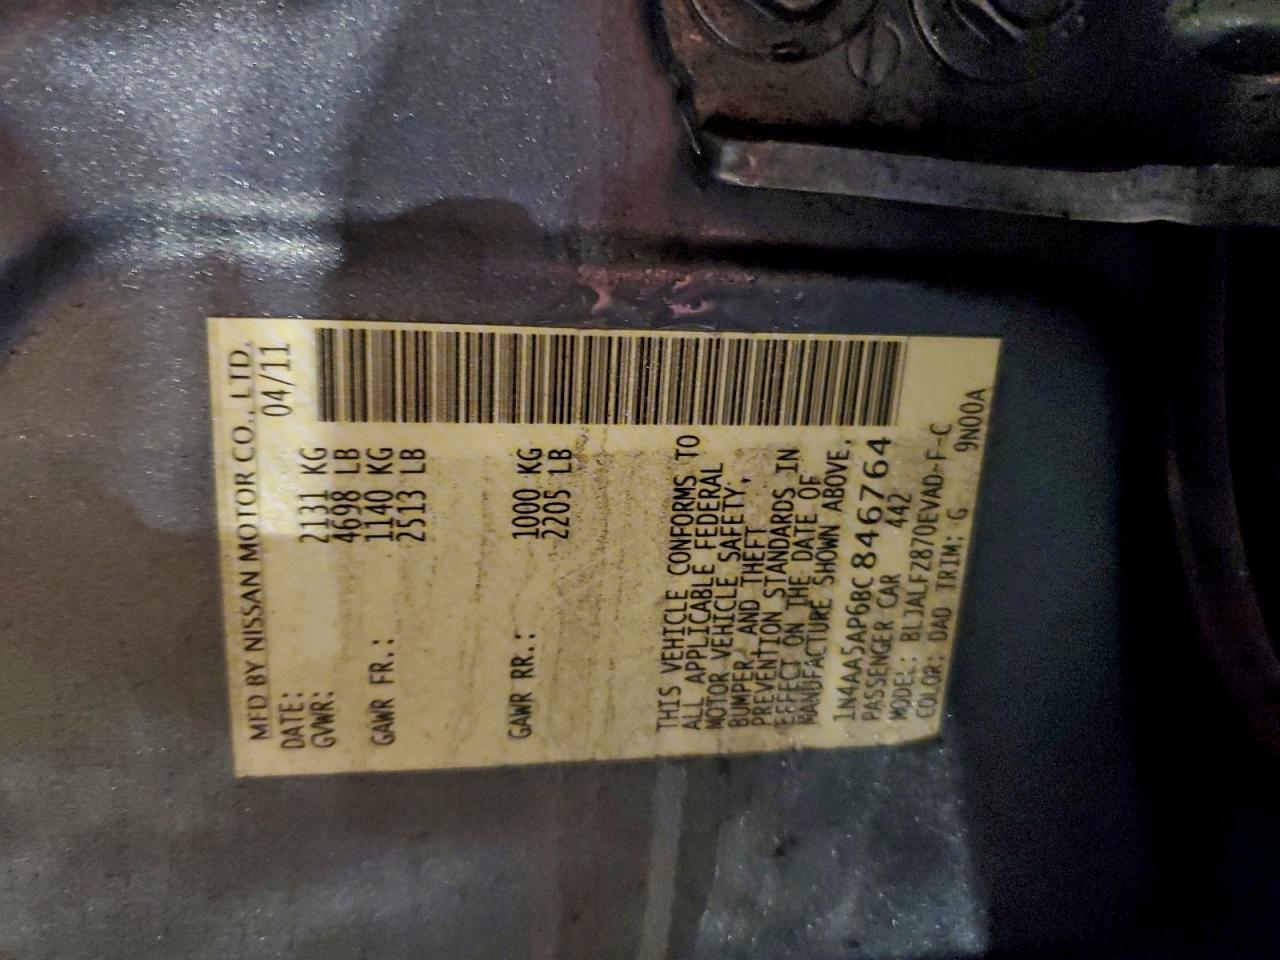 MFD BY NISSAN MOTOR CO., LTD.
DATE: 04/11
GVWR: 2131 KG
4698 LB
GAWR FR.: 1140 KG
2513 LB
GAWR RR.: 1000 KG
2205 LB
THIS VEHICLE CONFORMS TO
ALL APPLICABLE FEDERAL
MOTOR VEHICLE SAFETY,
BUMPER, AND THEFT
PREVENTION STANDARDS IN
EFFECT ON THE DATE OF
MANUFACTURE SHOWN ABOVE.
1N4AA5AP6BC846764
PASSENGER CAR 442
MODEL: BLJALFZ870EVAD-F-C
COLOR: DAD TRIM: G 9N00A